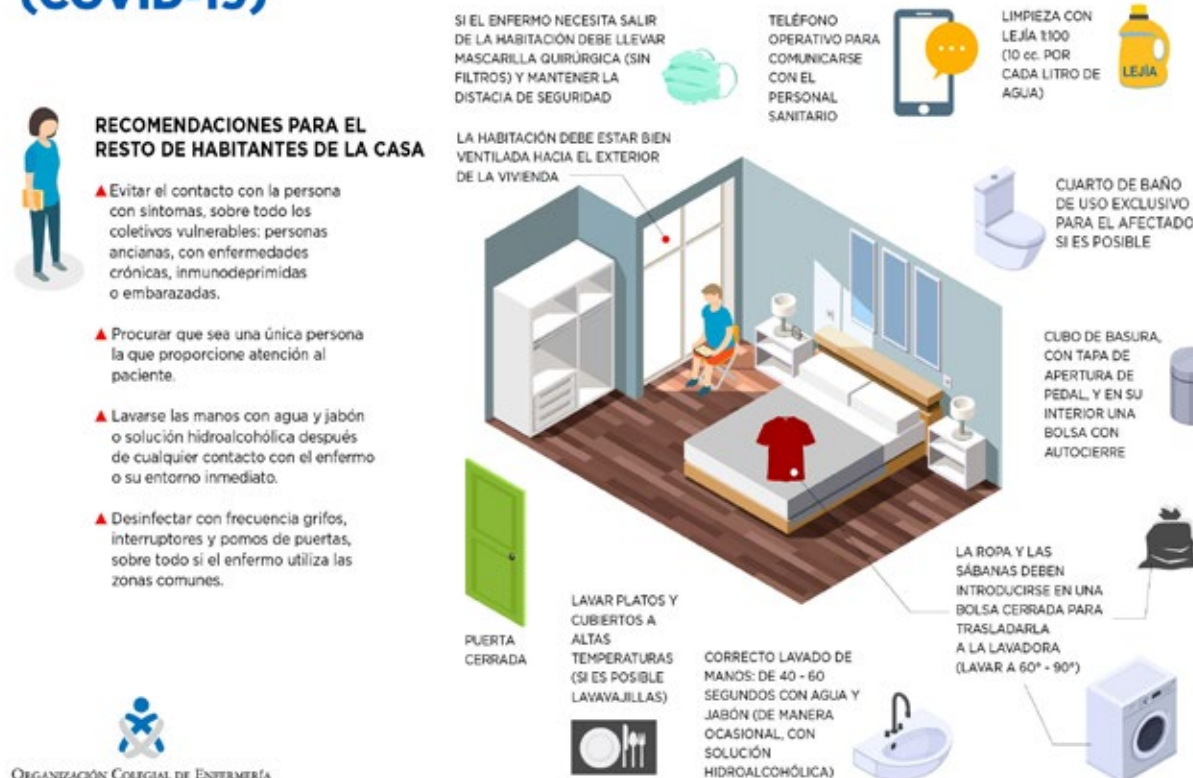 (COVID-19)
RECOMENDACIONES PARA EL
RESTO DE HABITANTES DE LA CASA
▲ Evitar el contacto con la persona
con síntomas, sobre todo los
coletivos vulnerables: personas
ancianas, con enfermedades
crónicas, inmunodeprimidas
o embarazadas.
▲ Procurar que sea una única persona
la que proporcione atención al
paciente.
▲ Lavarse las manos con agua y jabón
o solución hidroalcohólica después
de cualquier contacto con el enfermo
o su entorno inmediato.
▲ Desinfectar con frecuencia grifos,
interruptores y pomos de puertas,
sobre todo si el enfermo utiliza las
zonas comunes.
ORGANIZACIÓN COLEGIAL DE ENFERMERÍA
SI EL ENFERMO NECESITA SALIR
DE LA HABITACIÓN DEBE LLEVAR
MASCARILLA QUIRÚRGICA (SIN
FILTROS) Y MANTENER LA
DISTACIA DE SEGURIDAD
TELÉFONO
OPERATIVO PARA
COMUNICARSE
CON EL
PERSONAL
SANITARIO
LIMPIEZA CON
LEJÍA 1:100
(10 cc. POR
CADA LITRO DE
AGUA)
LEJÍA
LA HABITACIÓN DEBE ESTAR BIEN
VENTILADA HACIA EL EXTERIOR
DE LA VIVIENDA
CUARTO DE BAÑO
DE USO EXCLUSIVO
PARA EL AFECTADO
SI ES POSIBLE
CUBO DE BASURA,
CON TAPA DE
APERTURA DE
PEDAL, Y EN SU
INTERIOR UNA
BOLSA CON
AUTOCIERRE
LA ROPA Y LAS
SÁBANAS DEBEN
INTRODUCIRSE EN UNA
BOLSA CERRADA PARA
TRASLADARLA
A LA LAVADORA
(LAVAR A 60° - 90°)
PUERTA
CERRADA
LAVAR PLATOS Y
CUBIERTOS A
ALTAS
TEMPERATURAS
(SI ES POSIBLE
LAVAVAJILLAS)
CORRECTO LAVADO DE
MANOS: DE 40 - 60
SEGUNDOS CON AGUA Y
JABÓN (DE MANERA
OCASIONAL, CON
SOLUCIÓN
HIDROALCOHÓLICA)